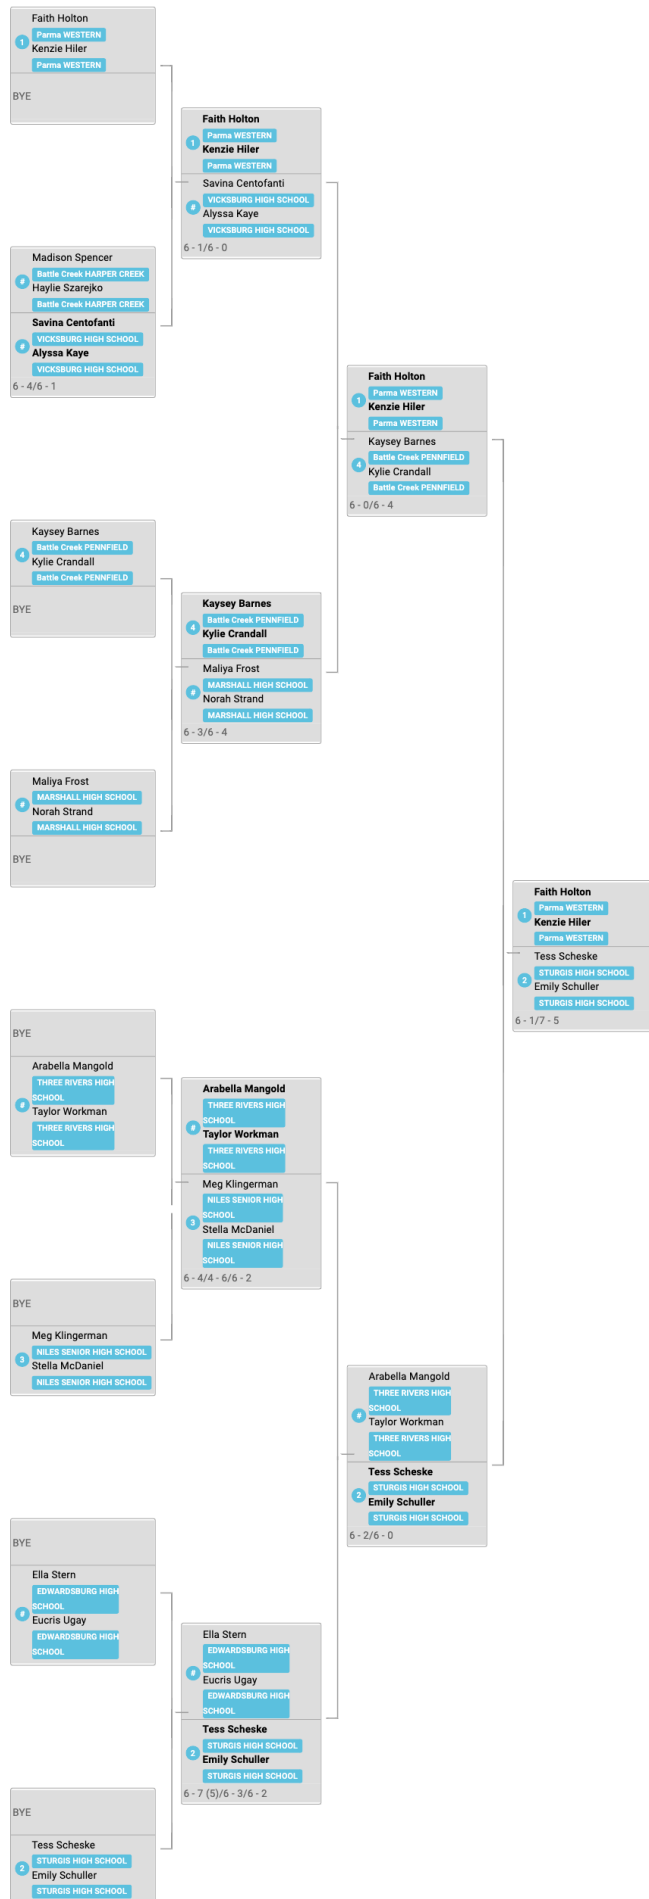 Faith Holton
1
Parma WESTERN
Kenzie Hiler
Parma WESTERN
BYE
Faith Holton
1
Parma WESTERN
Kenzie Hiler
Parma WESTERN
Savina Centofanti
#
VICKSBURG HIGH SCHOOL
Alyssa Kaye
VICKSBURG HIGH SCHOOL
6 - 1/6 - 0
Madison Spencer
#
Battle Creek HARPER CREEK
Haylie Szarejko
Battle Creek HARPER CREEK
Savina Centofanti
#
VICKSBURG HIGH SCHOOL
Alyssa Kaye
VICKSBURG HIGH SCHOOL
6 - 4/6 - 1
Faith Holton
1
Parma WESTERN
Kenzie Hiler
Parma WESTERN
Kaysey Barnes
4
Battle Creek PENNFIELD
Kylie Crandall
Battle Creek PENNFIELD
6 - 0/6 - 4
Kaysey Barnes
4
Battle Creek PENNFIELD
Kylie Crandall
Battle Creek PENNFIELD
BYE
Kaysey Barnes
4
Battle Creek PENNFIELD
Kylie Crandall
Battle Creek PENNFIELD
Maliya Frost
#
MARSHALL HIGH SCHOOL
Norah Strand
MARSHALL HIGH SCHOOL
6 - 3/6 - 4
Maliya Frost
#
MARSHALL HIGH SCHOOL
Norah Strand
MARSHALL HIGH SCHOOL
BYE
Faith Holton
1
Parma WESTERN
Kenzie Hiler
Parma WESTERN
Tess Scheske
2
STURGIS HIGH SCHOOL
Emily Schuller
STURGIS HIGH SCHOOL
6 - 1/7 - 5
BYE
Arabella Mangold
#
THREE RIVERS HIGH
SCHOOL
Taylor Workman
THREE RIVERS HIGH
SCHOOL
Arabella Mangold
#
THREE RIVERS HIGH
SCHOOL
Taylor Workman
THREE RIVERS HIGH
SCHOOL
Meg Klingerman
3
NILES SENIOR HIGH
SCHOOL
Stella McDaniel
NILES SENIOR HIGH
SCHOOL
6 - 4/4 - 6/6 - 2
BYE
Meg Klingerman
3
NILES SENIOR HIGH SCHOOL
Stella McDaniel
NILES SENIOR HIGH SCHOOL
Arabella Mangold
#
THREE RIVERS HIGH
SCHOOL
Taylor Workman
THREE RIVERS HIGH
SCHOOL
Tess Scheske
2
STURGIS HIGH SCHOOL
Emily Schuller
STURGIS HIGH SCHOOL
6 - 2/6 - 0
BYE
Ella Stern
#
EDWARDSBURG HIGH
SCHOOL
Eucris Ugay
EDWARDSBURG HIGH
SCHOOL
Ella Stern
#
EDWARDSBURG HIGH
SCHOOL
Eucris Ugay
EDWARDSBURG HIGH
SCHOOL
Tess Scheske
2
STURGIS HIGH SCHOOL
Emily Schuller
STURGIS HIGH SCHOOL
6 - 7 (5)/6 - 3/6 - 2
BYE
Tess Scheske
2
STURGIS HIGH SCHOOL
Emily Schuller
STURGIS HIGH SCHOOL